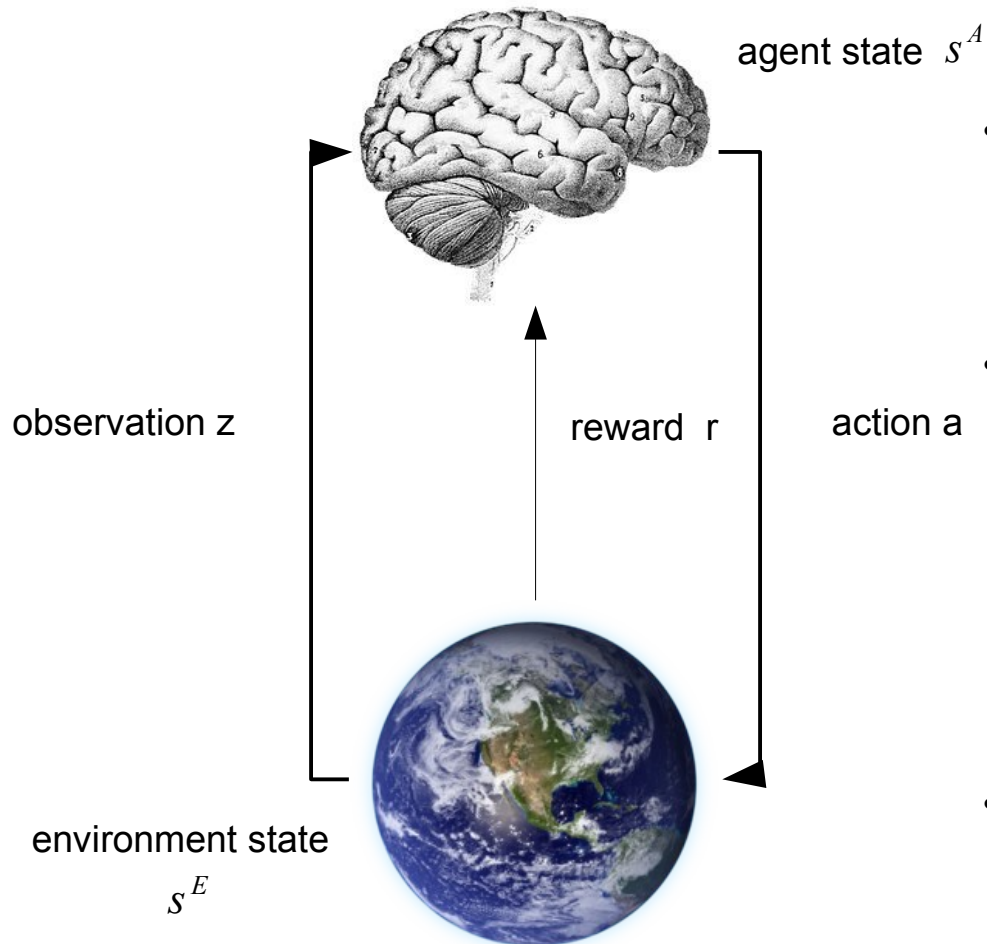 agent state s^A
observation z
reward r
action a
environment state
s^E